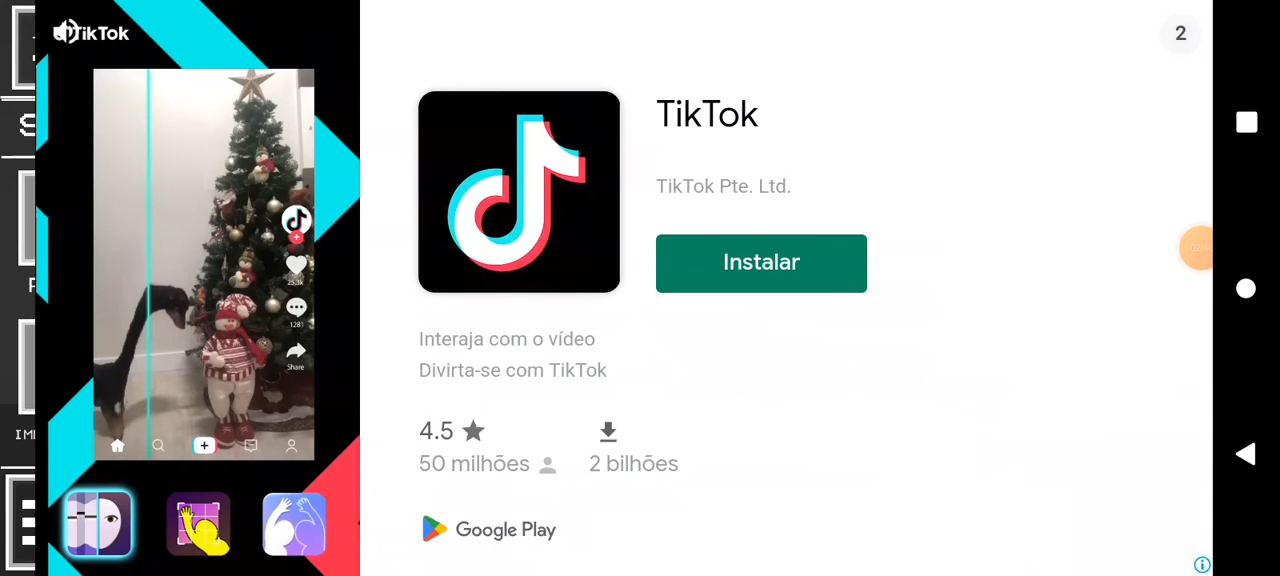 TikTok
25.3k
1281
Share
2
TikTok
TikTok Pte. Ltd.
Instalar
Interaja com o vídeo
Divirta-se com TikTok
4.5
50 milhões
2 bilhões
Google Play